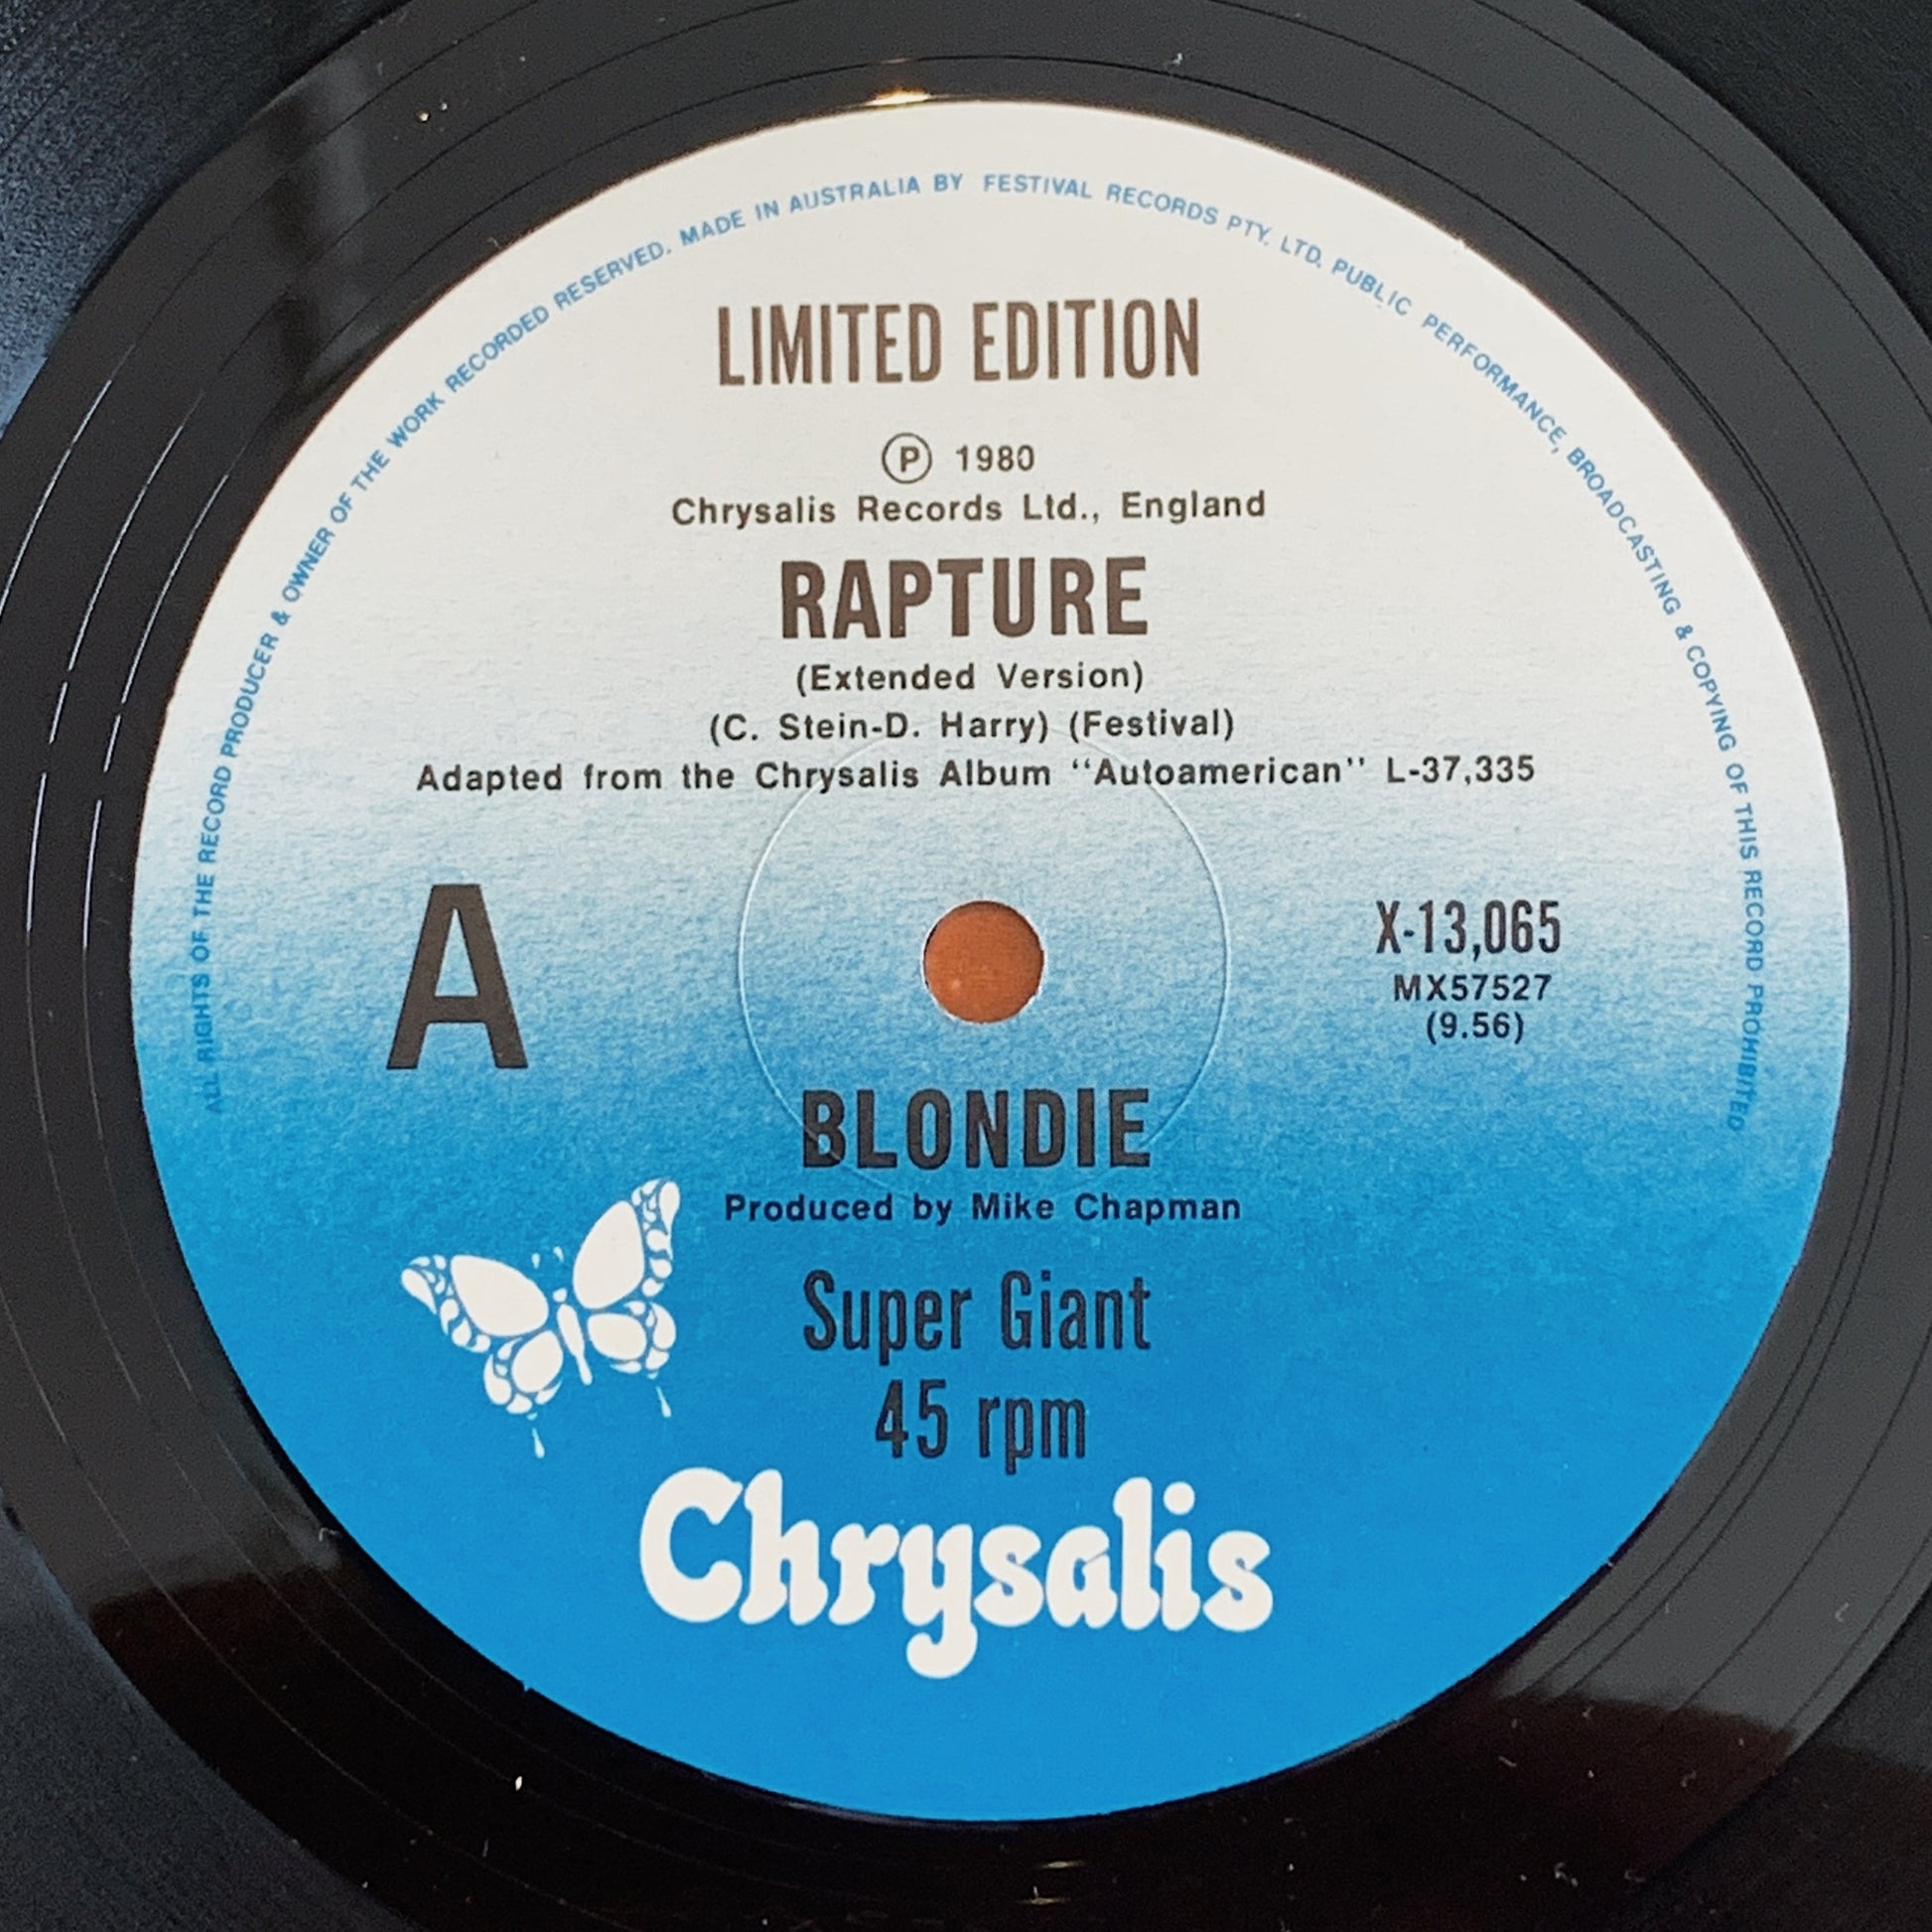 ALL RIGHTS OF THE RECORD PRODUCER & OWNER OF THE WORK RECORDED RESERVED. MADE IN AUSTRALIA BY FESTIVAL RECORDS PTY. LTD. PUBLIC PERFORMANCE, BROADCASTING & COPYING OF THIS RECORD PROHIBITED
LIMITED EDITION
Ⓟ 1980
Chrysalis Records Ltd., England
RAPTURE
(Extended Version)
(C. Stein-D. Harry) (Festival)
Adapted from the Chrysalis Album “Autoamerican” L-37,335
A
X-13,065
MX57527
(9.56)
BLONDIE
Produced by Mike Chapman
Super Giant
45 rpm
Chrysalis